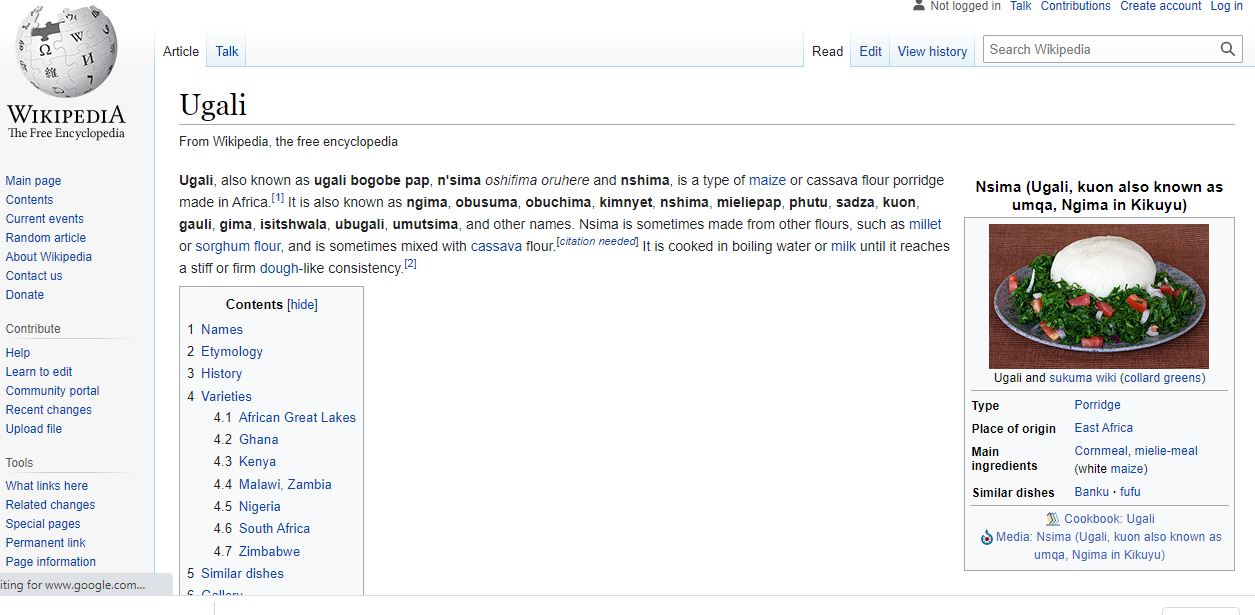 Not logged in Talk Contributions Create account Log in
Article Talk Read Edit View history Search Wikipedia
WIKIPEDIA
The Free Encyclopedia
Main page
Contents
Current events
Random article
About Wikipedia
Contact us
Donate
Contribute
Help
Learn to edit
Community portal
Recent changes
Upload file
Tools
What links here
Related changes
Special pages
Permanent link
Page information
iting for www.google.com...
Ugali
From Wikipedia, the free encyclopedia
Ugali, also known as ugali bogobe pap, n'sima oshifima oruhere and nshima, is a type of maize or cassava flour porridge
made in Africa.[1] It is also known as ngima, obusuma, obuchima, kimnyet, nshima, mieliepap, phutu, sadza, kuon,
gauli, gima, isitshwala, ubugali, umutsima, and other names. Nsima is sometimes made from other flours, such as millet
or sorghum flour, and is sometimes mixed with cassava flour.[citation needed] It is cooked in boiling water or milk until it reaches
a stiff or firm dough-like consistency.[2]
Contents [hide]
1 Names
2 Etymology
3 History
4 Varieties
4.1 African Great Lakes
4.2 Ghana
4.3 Kenya
4.4 Malawi, Zambia
4.5 Nigeria
4.6 South Africa
4.7 Zimbabwe
5 Similar dishes
6 Gallery
Nsima (Ugali, kuon also known as
umqa, Ngima in Kikuyu)
Ugali and sukuma wiki (collard greens)
Type Porridge
Place of origin East Africa
Main ingredients Cornmeal, mielie-meal
(white maize)
Similar dishes Banku · fufu
Cookbook: Ugali
Media: Nsima (Ugali, kuon also known as
umqa, Ngima in Kikuyu)